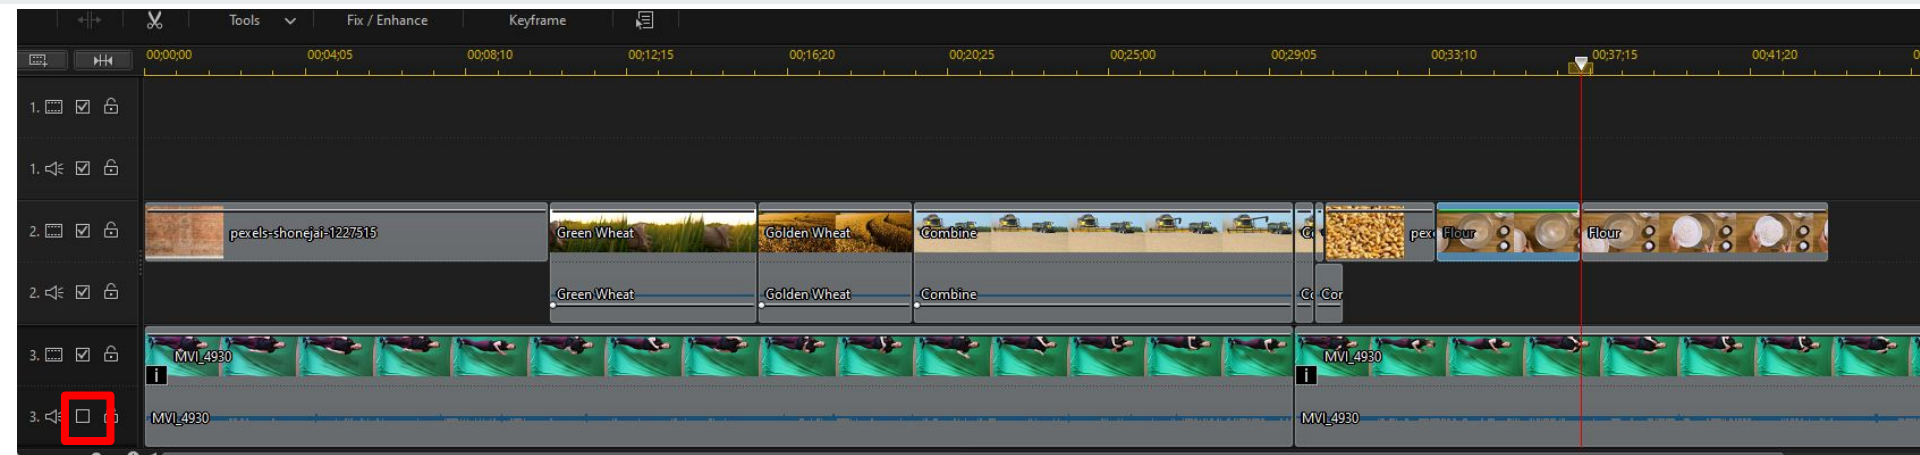 Tools Fix / Enhance Keyframe
00;00;00 00;04;05 00;08;10 00;12;15 00;16;20 00;20;25 00;25;00 00;29;05 00;33;10 00;37;15 00;41;20
1.
1.
2. pexels-shonejai-1227515 Green Wheat Golden Wheat Combine Flour Flour
2. Green Wheat Golden Wheat Combine
3. MVI_4930 MVI_4930
i i
3. MVI_4930 MVI_4930